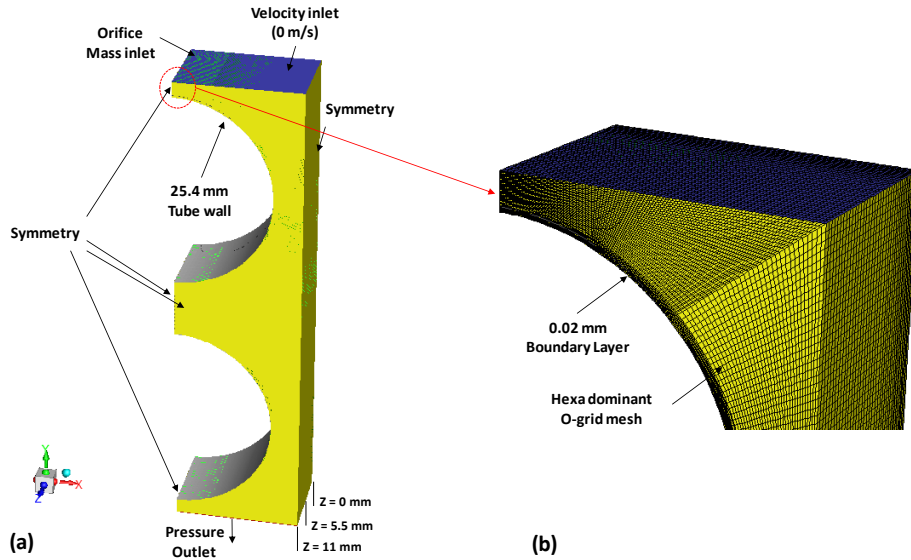 Velocity inlet
(0 m/s)
Orifice
Mass inlet
Symmetry
25.4 mm
Tube wall
Symmetry
0.02 mm
Boundary Layer
Hexa dominant
O-grid mesh
Y
X
Z
Z = 0 mm
Z = 5.5 mm
Z = 11 mm
Pressure
Outlet
(a)
(b)